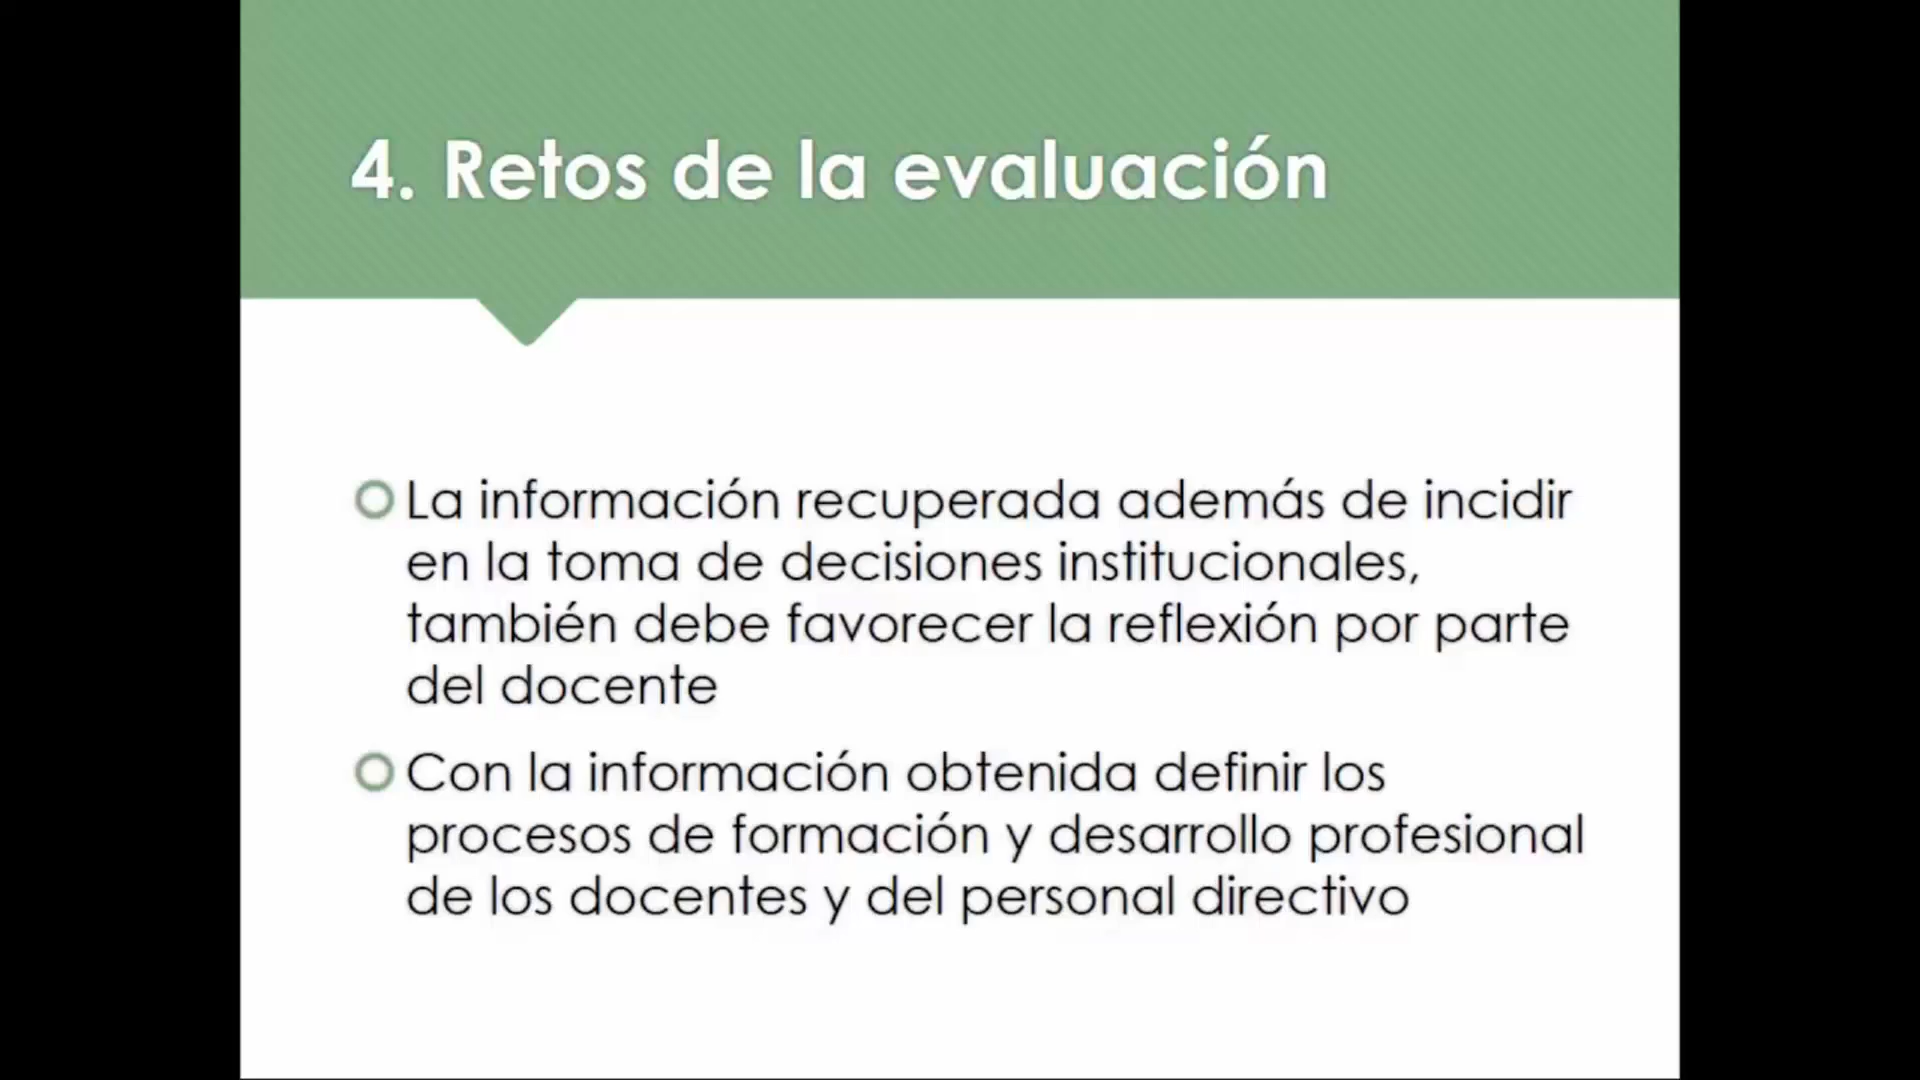 4. Retos de la evaluación
La información recuperada además de incidir
en la toma de decisiones institucionales,
también debe favorecer la reflexión por parte
del docente
Con la información obtenida definir los
procesos de formación y desarrollo profesional
de los docentes y del personal directivo